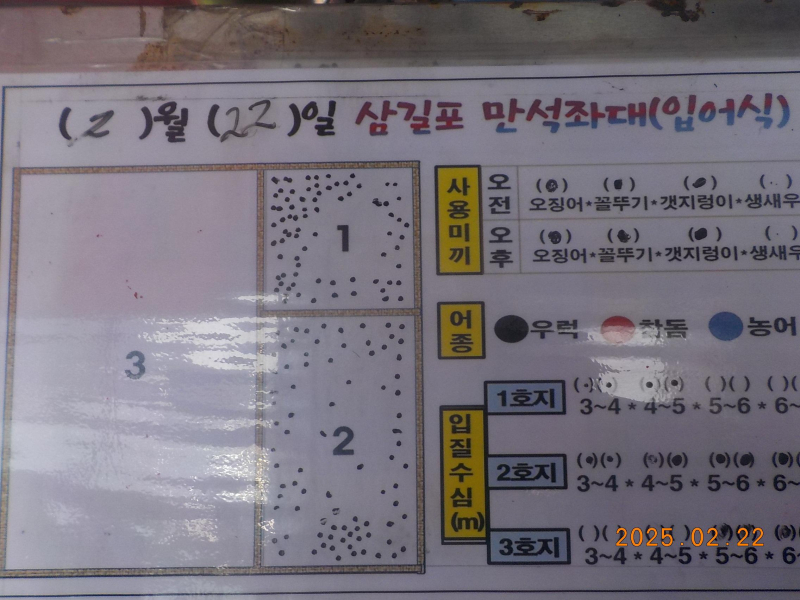 (2)월 (22)일 삼길포 만석좌대(입어식)
사용미끼
오전
오징어*꼴뚜기*갯지렁이*생새우
오후
오징어*꼴뚜기*갯지렁이*생새우
1
2
3
어종
우럭 참돔 농어
입질수심(m)
1호지
3~4 * 4~5 * 5~6 * 6~
2호지
3~4 * 4~5 * 5~6 * 6~
3호지
3~4 * 4~5 * 5~6 * 6~
2025.02.22